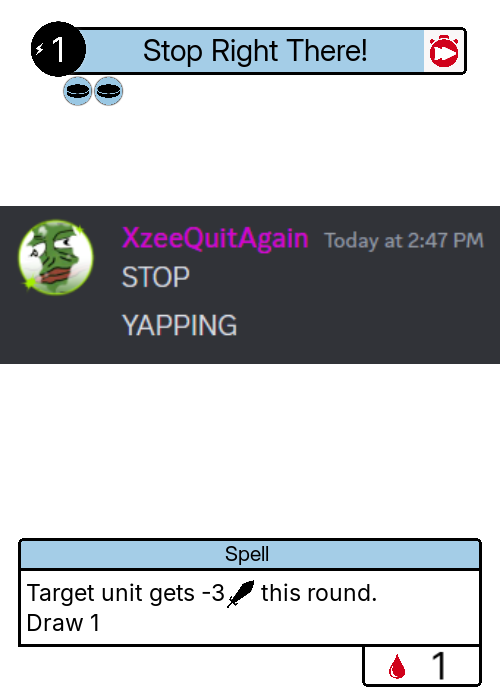 1 Stop Right There!
XzeeQuitAgain Today at 2:47 PM
STOP
YAPPING
Spell
Target unit gets -3 this round.
Draw 1
1